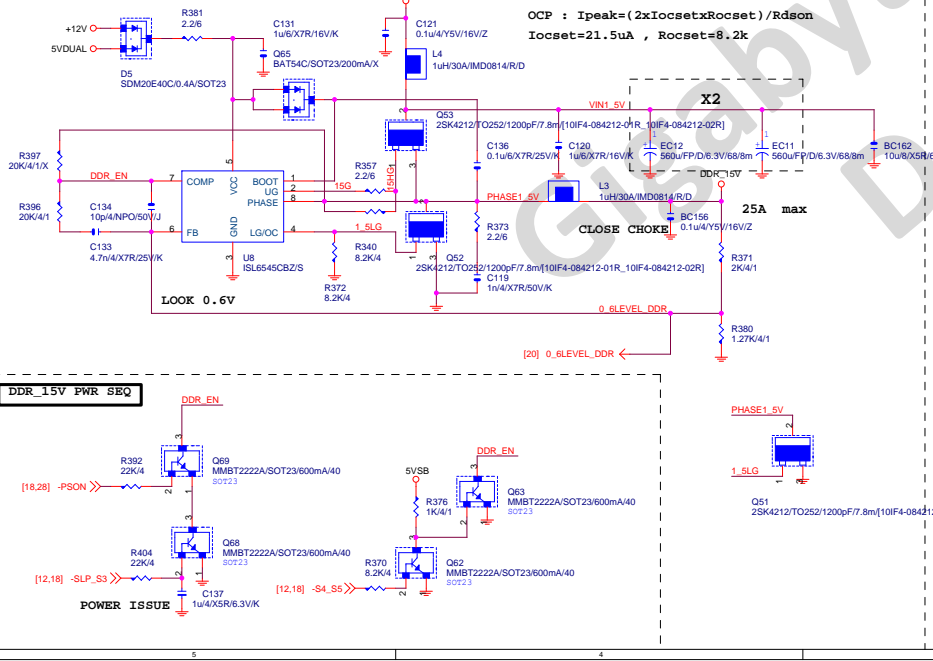 R381
2.2/6
+12V
5VDUAL
D5
SDM20E40C/0.4A/SOT23
C131
1u/6/X7R/16V/K
Q65
BAT54C/SOT23/200mA/X
C121
0.1u/4/Y5V/16V/Z
L4
1uH/30A/IMD0814/R/D
OCP : Ipeak=(2xIocsetxRocset)/Rdson
Iocset=21.5uA , Rocset=8.2k
X2
VIN1_5V
Q53
2SK4212/TO252/1200pF/7.8m/[10IF4-084212-01R_10IF4-084212-02R]
C136
0.1u/6/X7R/25V/K
C120
1u/6/X7R/16V/K
EC12
560u/FP/D/6.3V/68/8m
EC11
560u/FP/D/6.3V/68/8m
BC162
10u/8/X5R/6
R397
20K/4/1/X
DDR_EN
R396
20K/4/1
C134
10p/4/NPO/50V/J
C133
4.7n/4/X7R/25V/K
7 COMP
6 FB
5 VCC
3 GND
BOOT 1
UG 2
PHASE 8
LG/OC 4
U8
ISL6545CBZ/S
R357
2.2/6
15G
15HG
1_5LG
R340
8.2K/4
R372
8.2K/4
PHASE1_5V
L3
1uH/30A/IMD0814/R/D
DDR_15V
25A max
CLOSE CHOKE
BC156
0.1u/4/Y5V/16V/Z
R373
2.2/6
Q52
2SK4212/TO252/1200pF/7.8m/[10IF4-084212-01R_10IF4-084212-02R]
C119
1n/4/X7R/50V/K
R371
2K/4/1
LOOK 0.6V
0_6LEVEL_DDR
R380
1.27K/4/1
[20] 0_6LEVEL_DDR
DDR_15V PWR SEQ
DDR_EN
R392
22K/4
Q69
MMBT2222A/SOT23/600mA/40
SOT23
[18,28] -PSON
R404
22K/4
Q68
MMBT2222A/SOT23/600mA/40
SOT23
[12,18] -SLP_S3
C137
1u/4/X5R/6.3V/K
POWER ISSUE
5VSB
DDR_EN
R376
1K/4/1
Q63
MMBT2222A/SOT23/600mA/40
SOT23
R370
8.2K/4
Q62
MMBT2222A/SOT23/600mA/40
SOT23
[12,18] -S4_S5
PHASE1_5V
1_5LG
Q51
2SK4212/TO252/1200pF/7.8m/[10IF4-084212
5
4
Gigaby
D